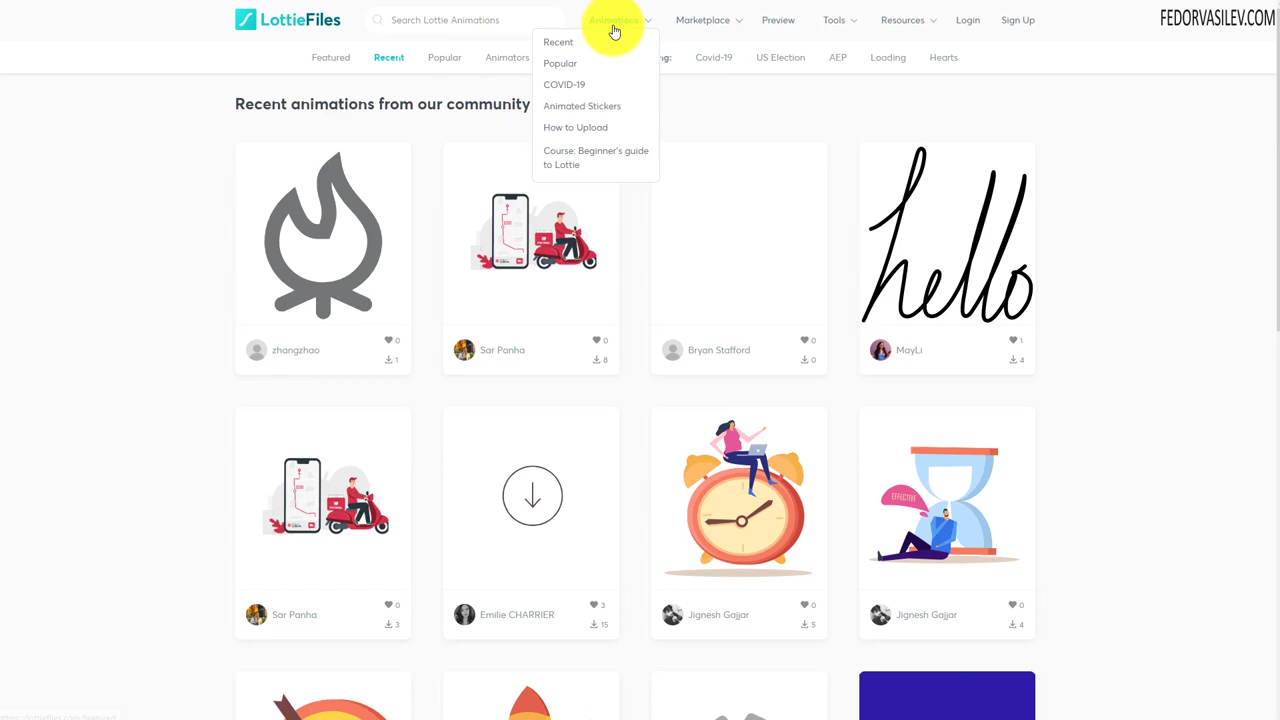 LottieFiles
Search Lottie Animations
Animations
Marketplace
Preview
Tools
Resources
Login
Sign Up
FEDORVASILEV.COM
Recent
Popular
COVID-19
Animated Stickers
How to Upload
Course: Beginner's guide
to Lottie
Featured
Recent
Popular
Animators
Covid-19
US Election
AEP
Loading
Hearts
Recent animations from our community
hello
zhangzhao
0
1
Sar Panha
0
8
Bryan Stafford
0
0
MayLi
1
4
EFFECTIVE
Sar Panha
0
3
Emilie CHARRIER
3
15
Jignesh Gajjar
0
5
Jignesh Gajjar
0
4